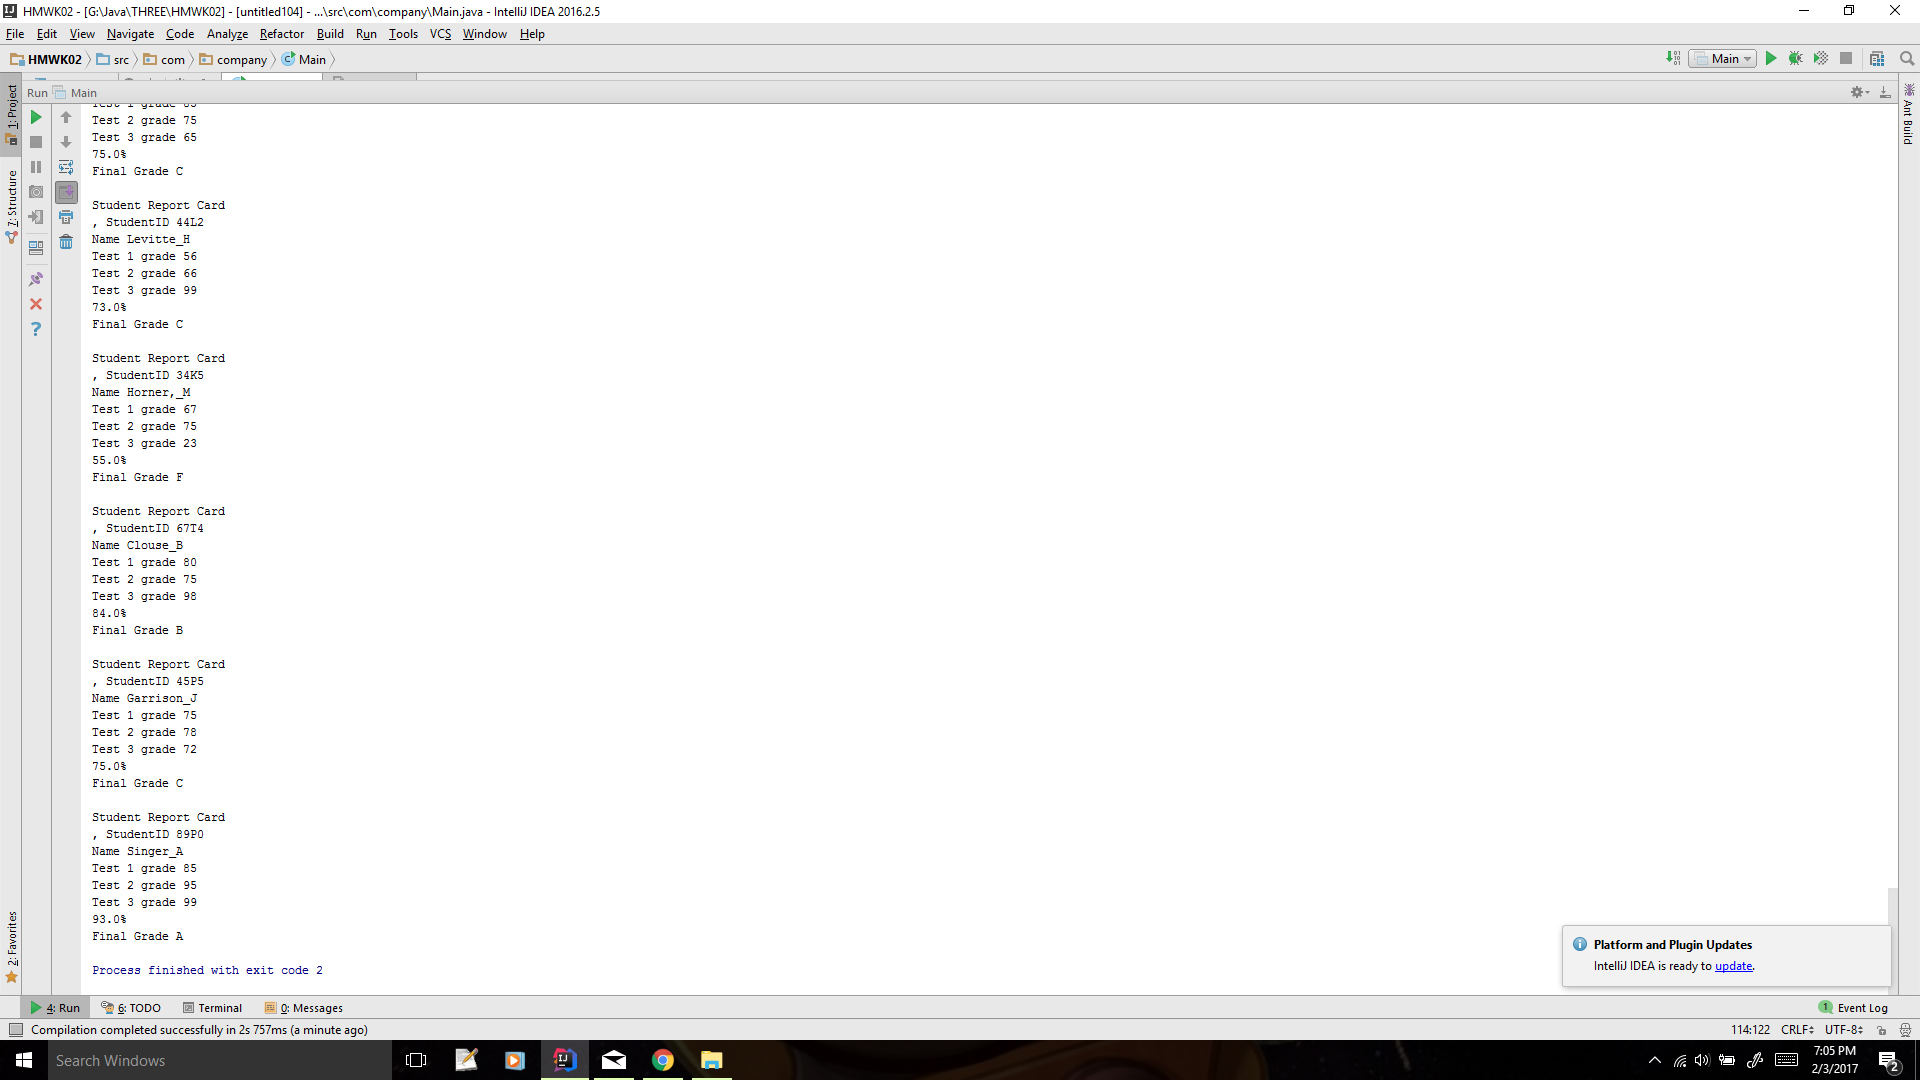 HMWK02 - [G:\Java\THREE\HMWK02] - [untitled104] - ...\src\com\company\Main.java - IntelliJ IDEA 2016.2.5
File Edit View Navigate Code Analyze Refactor Build Run Tools VCS Window Help
HMWK02 src com company Main
Main
Run Main
1: Project
7: Structure
2: Favorites
Ant Build
Test 1 grade 85
Test 2 grade 75
Test 3 grade 65
75.0%
Final Grade C
Student Report Card
, StudentID 44L2
Name Levitte_H
Test 1 grade 56
Test 2 grade 66
Test 3 grade 99
73.0%
Final Grade C
Student Report Card
, StudentID 34K5
Name Horner,_M
Test 1 grade 67
Test 2 grade 75
Test 3 grade 23
55.0%
Final Grade F
Student Report Card
, StudentID 67T4
Name Clouse_B
Test 1 grade 80
Test 2 grade 75
Test 3 grade 98
84.0%
Final Grade B
Student Report Card
, StudentID 45P5
Name Garrison_J
Test 1 grade 75
Test 2 grade 78
Test 3 grade 72
75.0%
Final Grade C
Student Report Card
, StudentID 89P0
Name Singer_A
Test 1 grade 85
Test 2 grade 95
Test 3 grade 99
93.0%
Final Grade A
Process finished with exit code 2
Platform and Plugin Updates
IntelliJ IDEA is ready to update.
4: Run 6: TODO Terminal 0: Messages 1 Event Log
Compilation completed successfully in 2s 757ms (a minute ago) 114:122 CRLF UTF-8
Search Windows
7:05 PM
2/3/2017
2